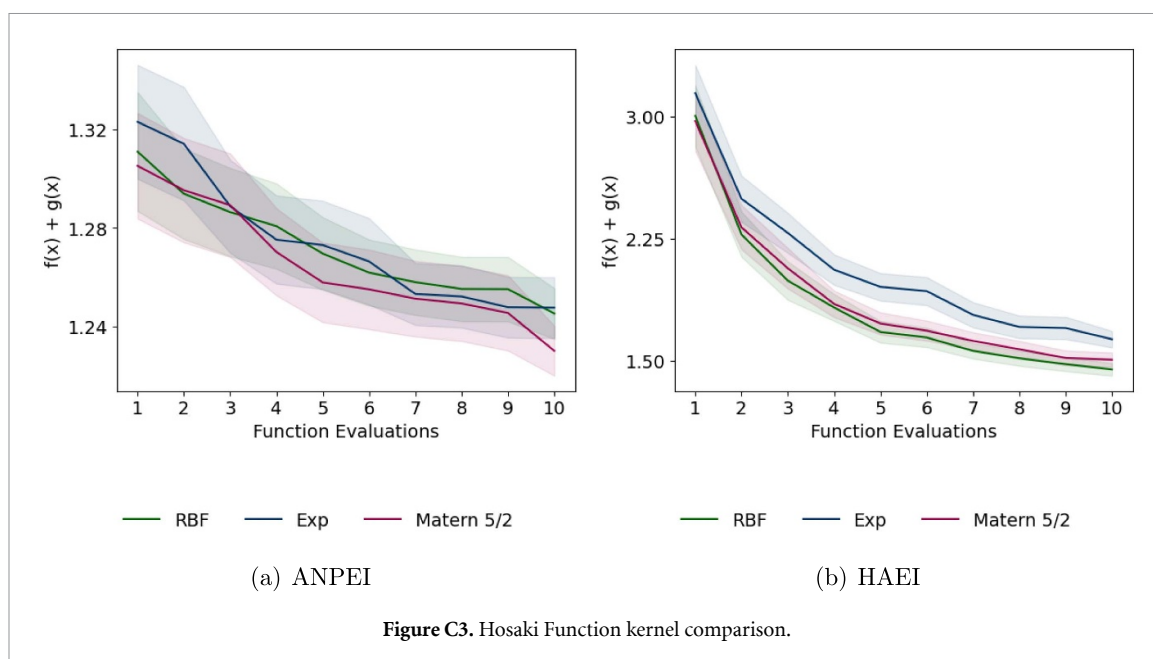 f(x) + g(x)
1.32
1.28
1.24
1 2 3 4 5 6 7 8 9 10
Function Evaluations
RBF Exp Matern 5/2
(a) ANPEI
f(x) + g(x)
3.00
2.25
1.50
1 2 3 4 5 6 7 8 9 10
Function Evaluations
RBF Exp Matern 5/2
(b) HAEI
Figure C3. Hosaki Function kernel comparison.